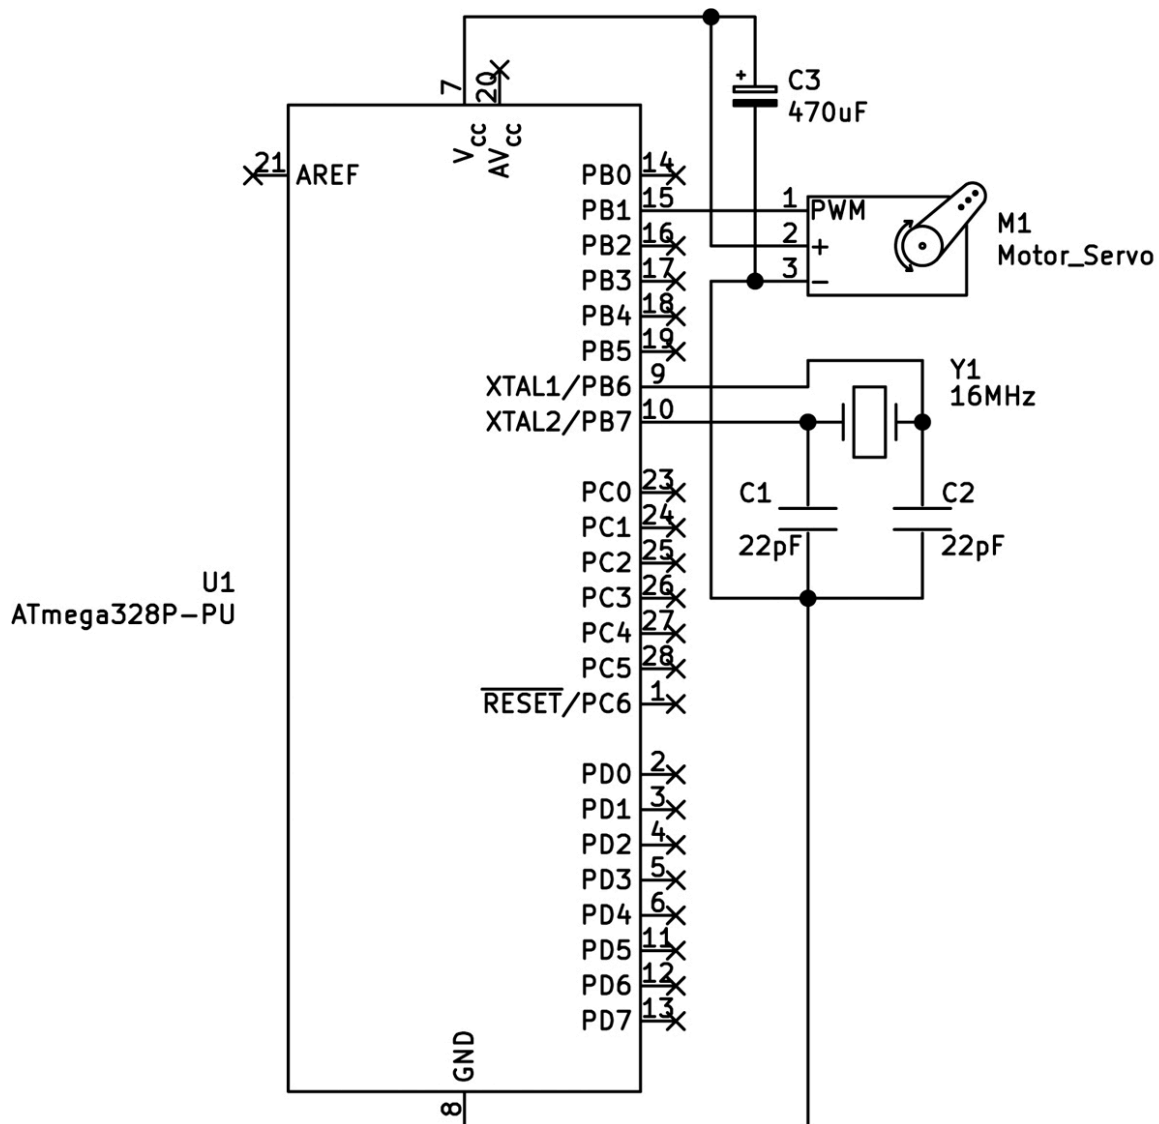 7
20
VCC
AVCC
+
C3
470uF
21
AREF
PB0
14
PB1
15
1
PWM
M1
Motor_Servo
PB2
16
2
+
PB3
17
3
−
PB4
18
PB5
19
XTAL1/PB6
9
Y1
16MHz
XTAL2/PB7
10
PC0
23
C1
C2
PC1
24
22pF
22pF
PC2
25
U1
ATmega328P-PU
PC3
26
PC4
27
PC5
28
RESET/PC6
1
PD0
2
PD1
3
PD2
4
PD3
5
PD4
6
PD5
11
PD6
12
PD7
13
GND
8